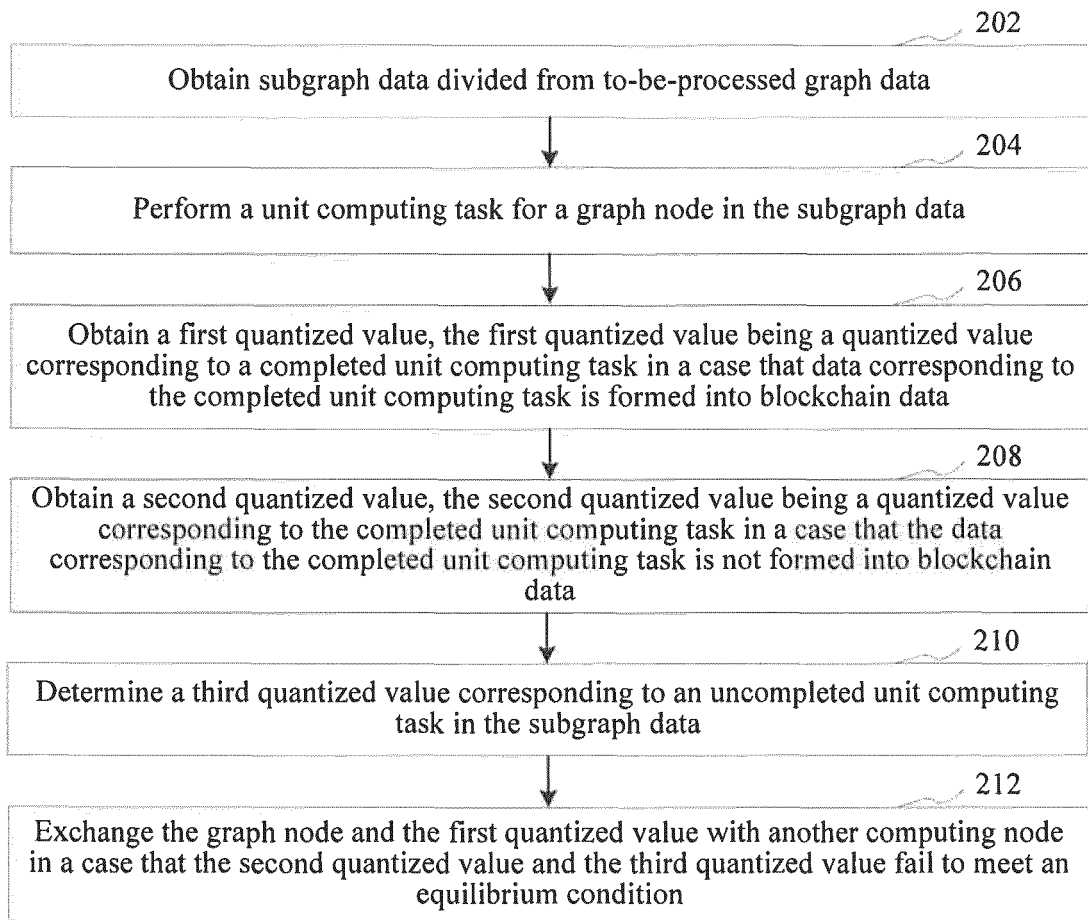 202
Obtain subgraph data divided from to-be-processed graph data
204
Perform a unit computing task for a graph node in the subgraph data
206
Obtain a first quantized value, the first quantized value being a quantized value
corresponding to a completed unit computing task in a case that data corresponding to
the completed unit computing task is formed into blockchain data
208
Obtain a second quantized value, the second quantized value being a quantized value
corresponding to the completed unit computing task in a case that the data
corresponding to the completed unit computing task is not formed into blockchain
data
210
Determine a third quantized value corresponding to an uncompleted unit computing
task in the subgraph data
212
Exchange the graph node and the first quantized value with another computing node
in a case that the second quantized value and the third quantized value fail to meet an
equilibrium condition